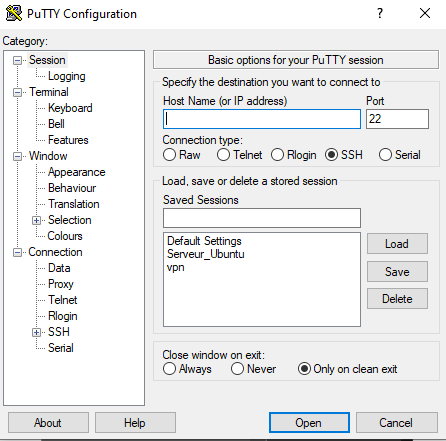 PuTTY Configuration
Category:
Session
Logging
Terminal
Keyboard
Bell
Features
Window
Appearance
Behaviour
Translation
Selection
Colours
Connection
Data
Proxy
Telnet
Rlogin
SSH
Serial
Basic options for your PuTTY session
Specify the destination you want to connect to
Host Name (or IP address) Port
22
Connection type:
Raw Telnet Rlogin SSH Serial
Load, save or delete a stored session
Saved Sessions
Default Settings
Serveur_Ubuntu
vpn
Load
Save
Delete
Close window on exit:
Always Never Only on clean exit
About Help Open Cancel